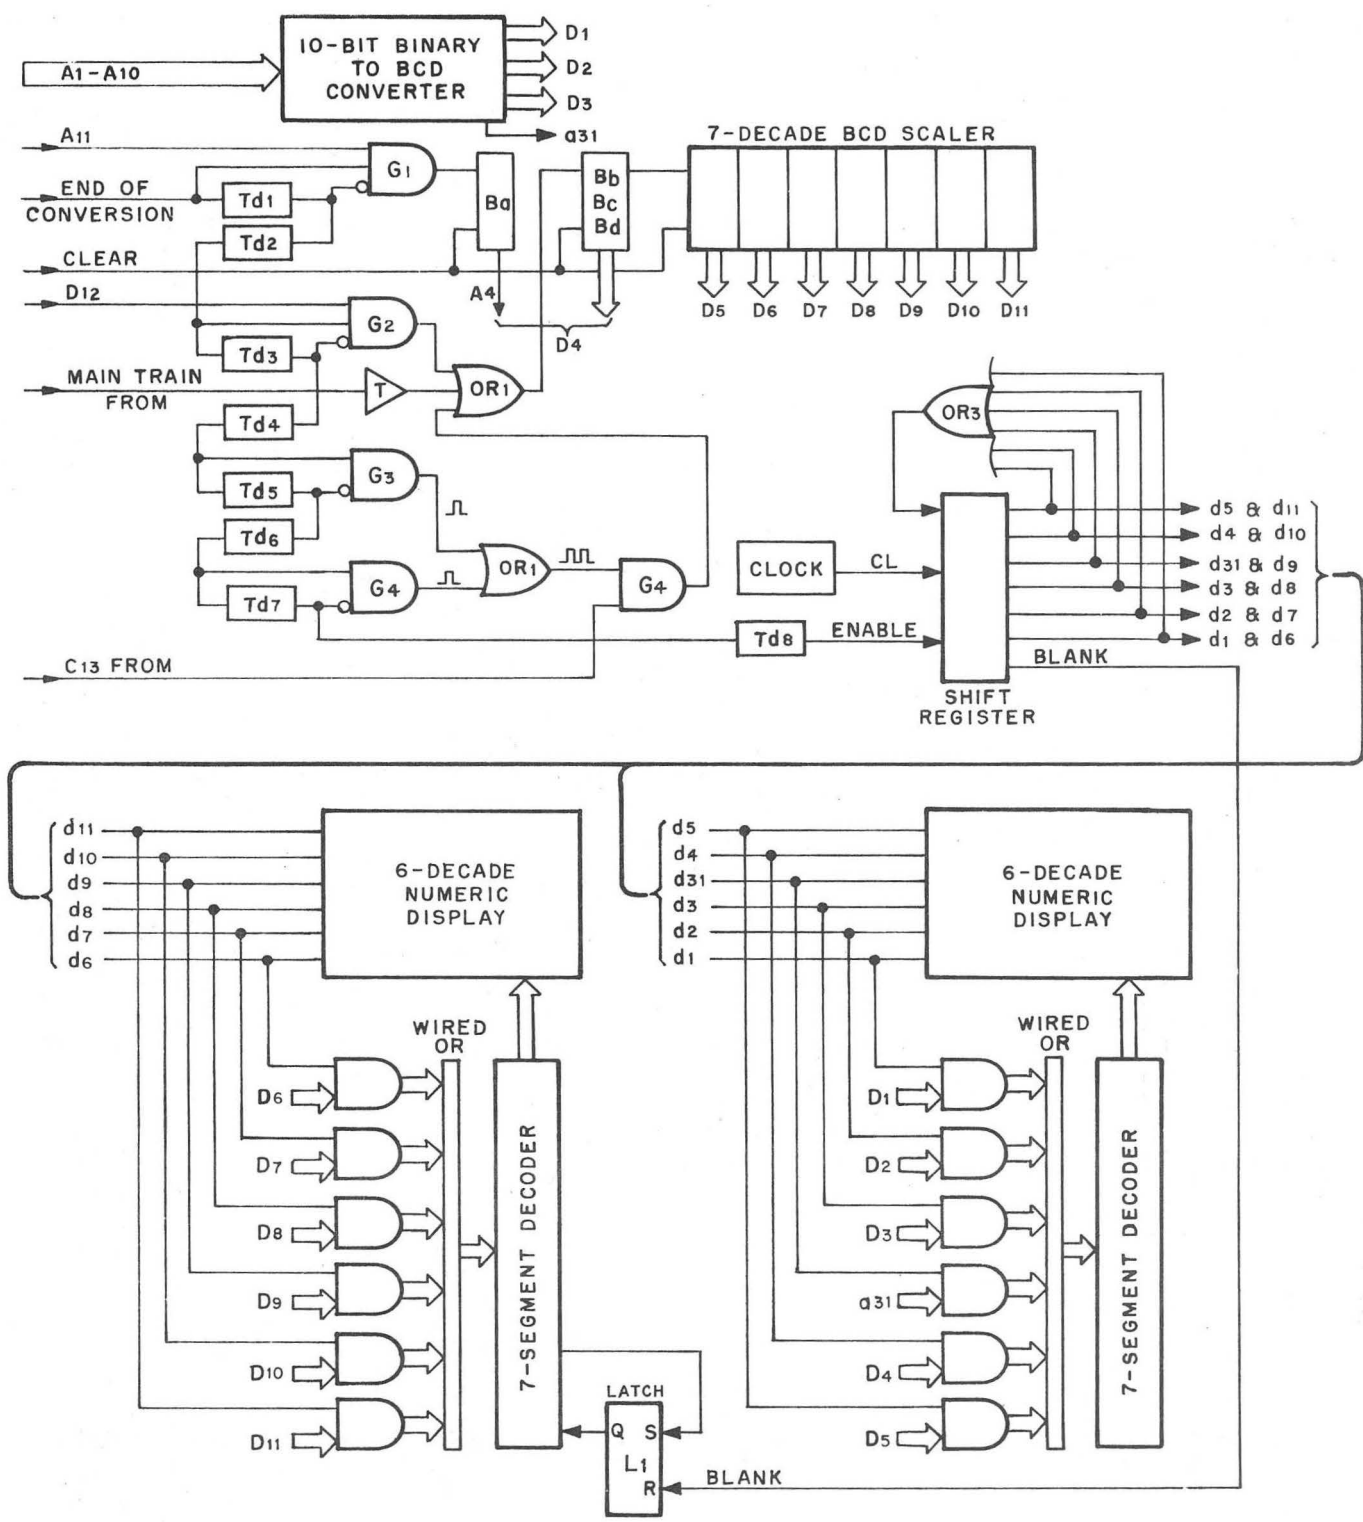 10-BIT BINARY
TO BCD
CONVERTER
A1-A10
D1
D2
D3
a31
A11
G1
END OF
CONVERSION
Td1
Td2
Ba
Bb
Bc
Bd
7-DECADE BCD SCALER
CLEAR
D12
A4
D4
D5 D6 D7 D8 D9 D10 D11
G2
Td3
MAIN TRAIN
FROM
T
OR1
Td4
OR3
G3
Td5
Td6
OR1
G4
G4
Td7
CLOCK
CL
Td8
ENABLE
C13 FROM
d5 & d11
d4 & d10
d31 & d9
d3 & d8
d2 & d7
d1 & d6
BLANK
SHIFT
REGISTER
d11
d10
d9
d8
d7
d6
6-DECADE
NUMERIC
DISPLAY
d5
d4
d31
d3
d2
d1
6-DECADE
NUMERIC
DISPLAY
WIRED
OR
D6
D7
D8
D9
D10
D11
7-SEGMENT DECODER
WIRED
OR
D1
D2
D3
a31
D4
D5
7-SEGMENT DECODER
LATCH
Q S
L1
R
BLANK